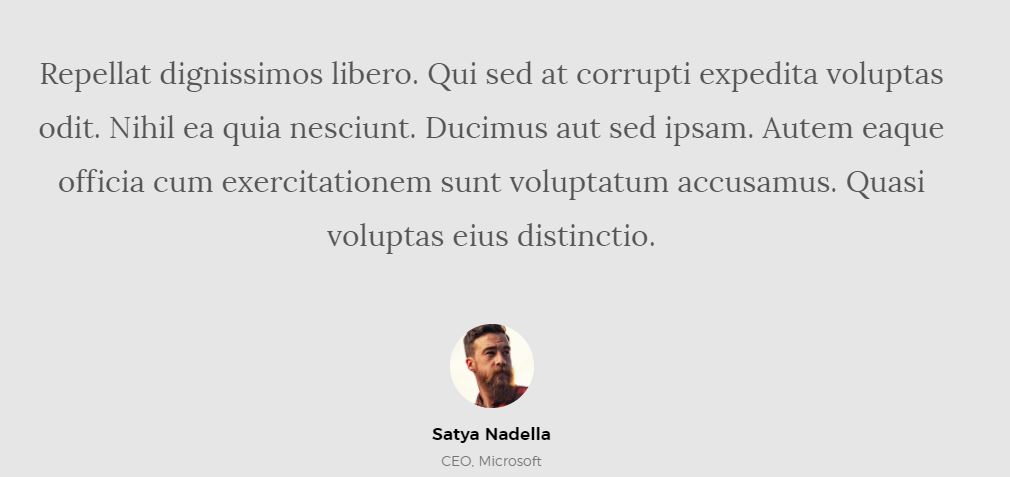 Repellat dignissimos libero. Qui sed at corrupti expedita voluptas
odit. Nihil ea quia nesciunt. Ducimus aut sed ipsam. Autem eaque
officia cum exercitationem sunt voluptatum accusamus. Quasi
voluptas eius distinctio.
Satya Nadella
CEO, Microsoft